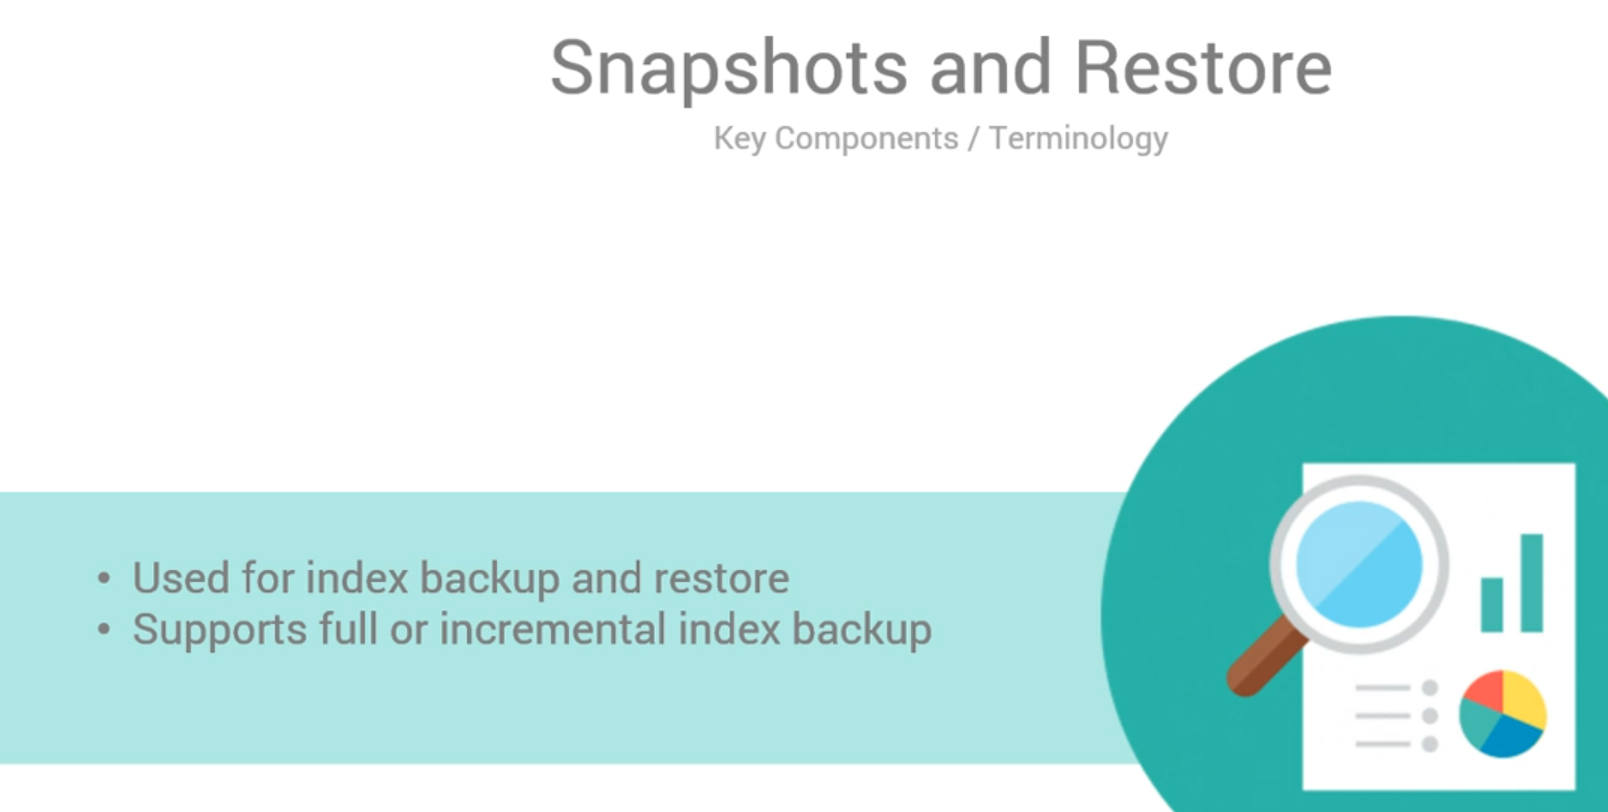 Snapshots and Restore
Key Components / Terminology
• Used for index backup and restore
• Supports full or incremental index backup